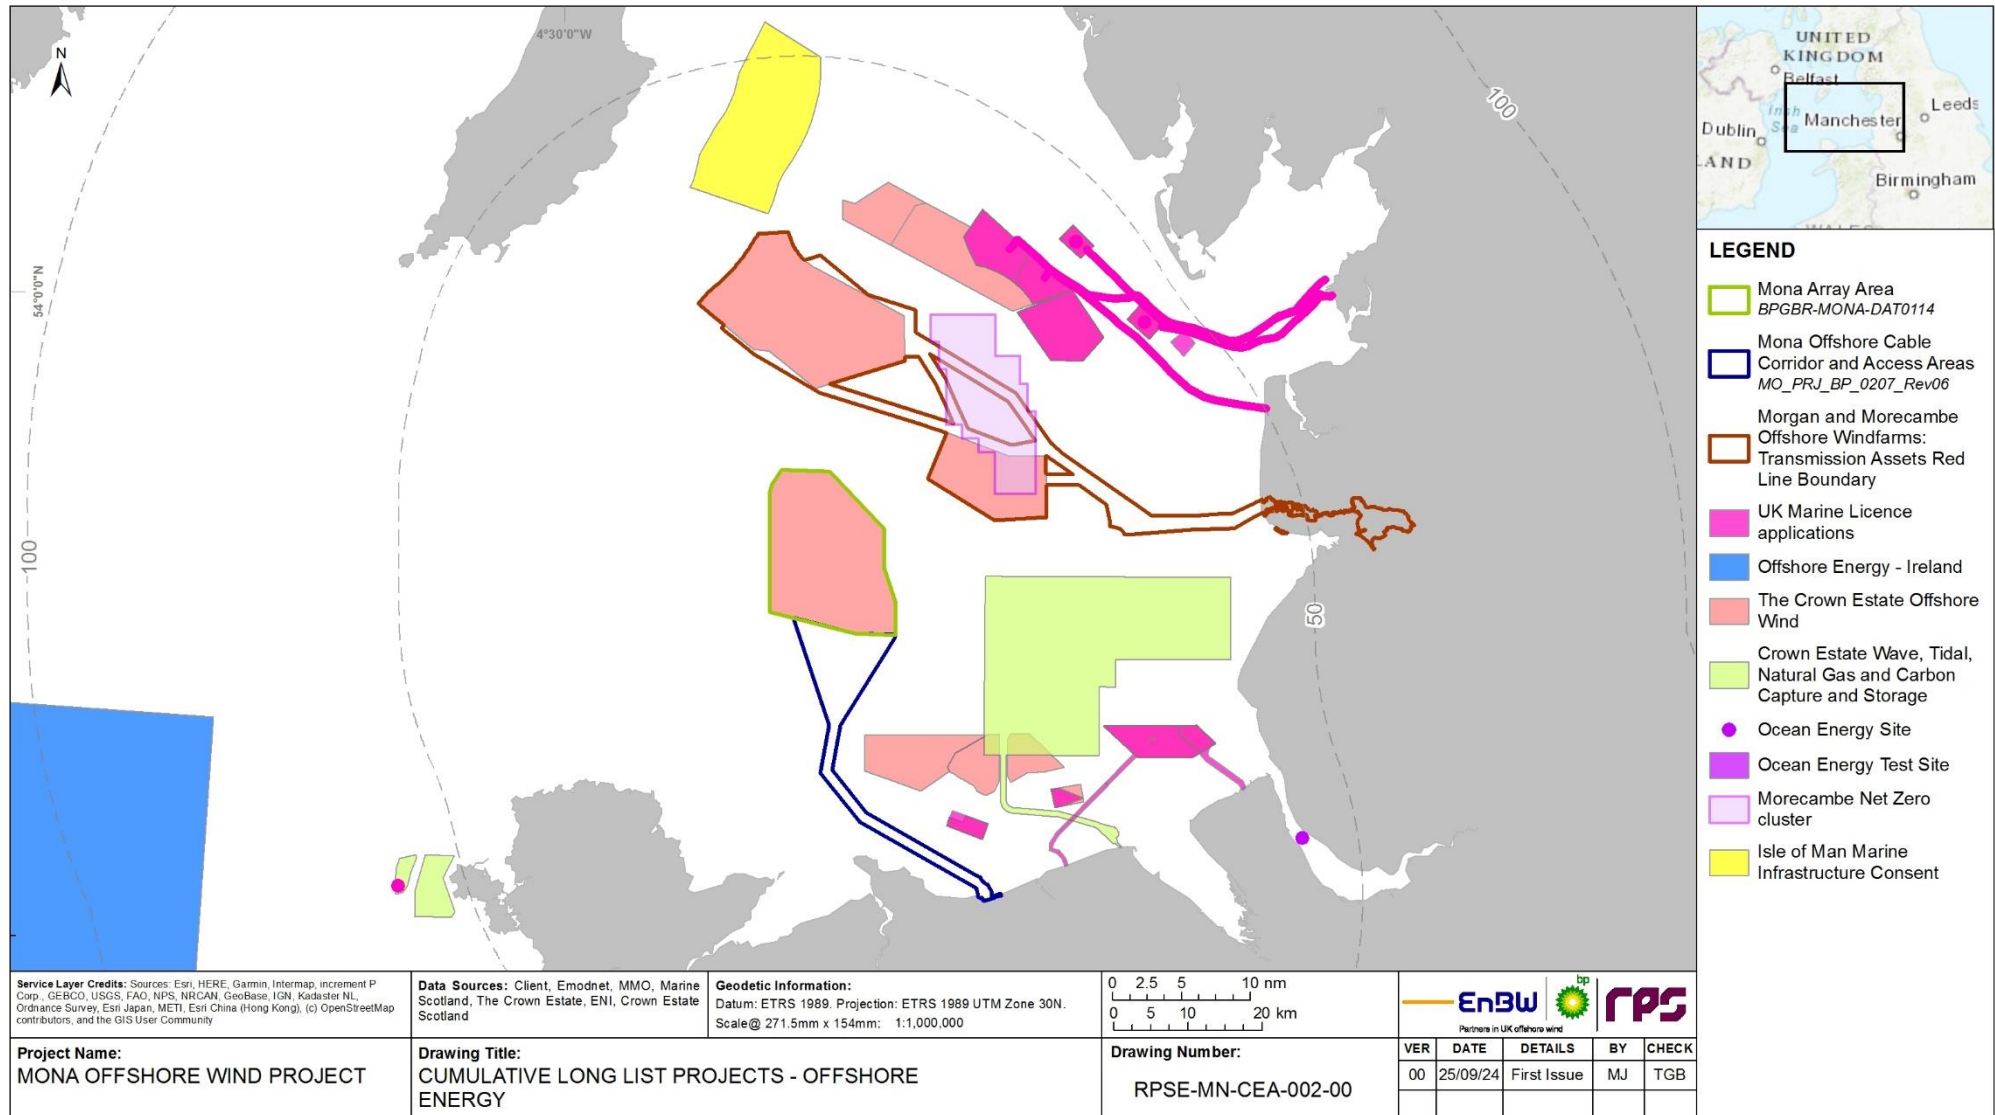 N
4°30'0"W
54°0'0"N
100
100
50
UNITED
KINGDOM
Belfast
Irish
Sea
Leeds
Manchester
Dublin
LAND
Birmingham
WALES
LEGEND
Mona Array Area
BPGBR-MONA-DAT0114
Mona Offshore Cable
Corridor and Access Areas
MO_PRJ_BP_0207_Rev06
Morgan and Morecambe
Offshore Windfarms:
Transmission Assets Red
Line Boundary
UK Marine Licence
applications
Offshore Energy - Ireland
The Crown Estate Offshore
Wind
Crown Estate Wave, Tidal,
Natural Gas and Carbon
Capture and Storage
Ocean Energy Site
Ocean Energy Test Site
Morecambe Net Zero
cluster
Isle of Man Marine
Infrastructure Consent
Service Layer Credits: Sources: Esri, HERE, Garmin, Intermap, increment P
Corp., GEBCO, USGS, FAO, NPS, NRCAN, GeoBase, IGN, Kadaster NL,
Ordnance Survey, Esri Japan, METI, Esri China (Hong Kong), (c) OpenStreetMap
contributors, and the GIS User Community
Data Sources: Client, Emodnet, MMO, Marine
Scotland, The Crown Estate, ENI, Crown Estate
Scotland
Geodetic Information:
Datum: ETRS 1989. Projection: ETRS 1989 UTM Zone 30N.
Scale@ 271.5mm x 154mm: 1:1,000,000
0 2.5 5 10 nm
0 5 10 20 km
EnBW
bp
rps
Partners in UK offshore wind
Project Name:
MONA OFFSHORE WIND PROJECT
Drawing Title:
CUMULATIVE LONG LIST PROJECTS - OFFSHORE
ENERGY
Drawing Number:
RPSE-MN-CEA-002-00
VER DATE DETAILS BY CHECK
00 25/09/24 First Issue MJ TGB